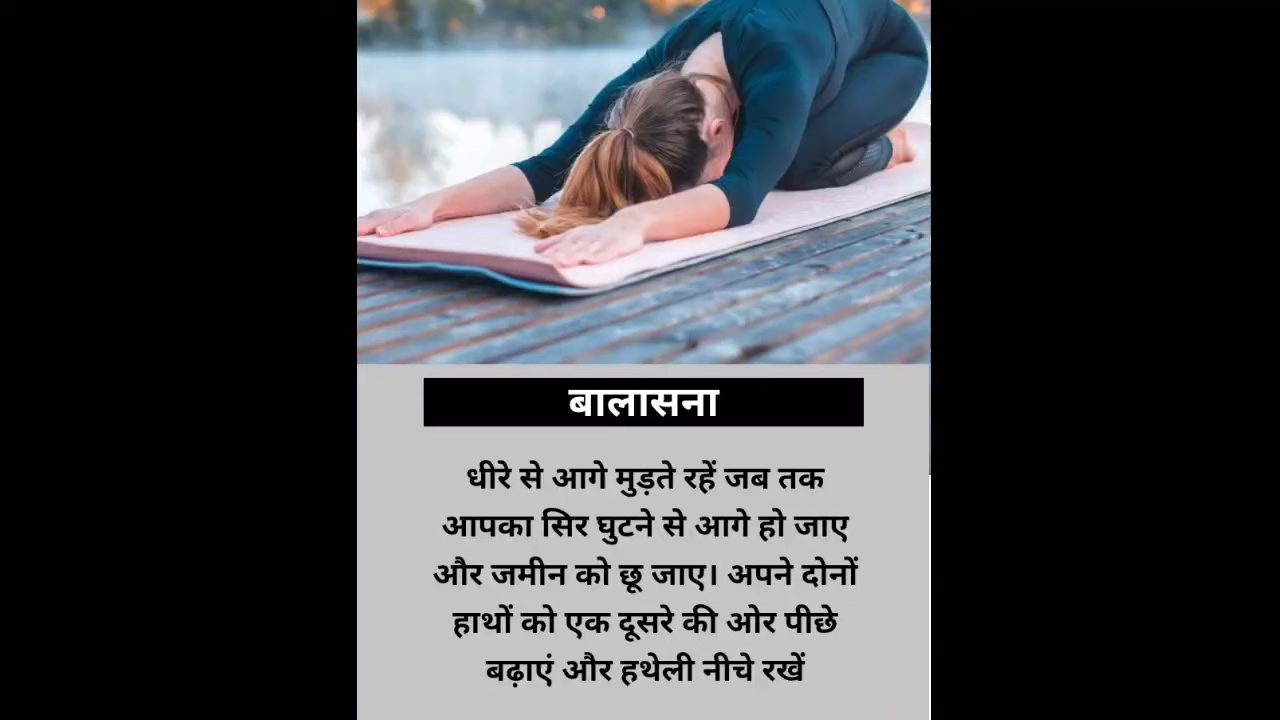 बालासना
धीरे से आगे मुड़ते रहें जब तक
आपका सिर घुटने से आगे हो जाए
और जमीन को छू जाए। अपने दोनों
हाथों को एक दूसरे की ओर पीछे
बढ़ाएं और हथेली नीचे रखें